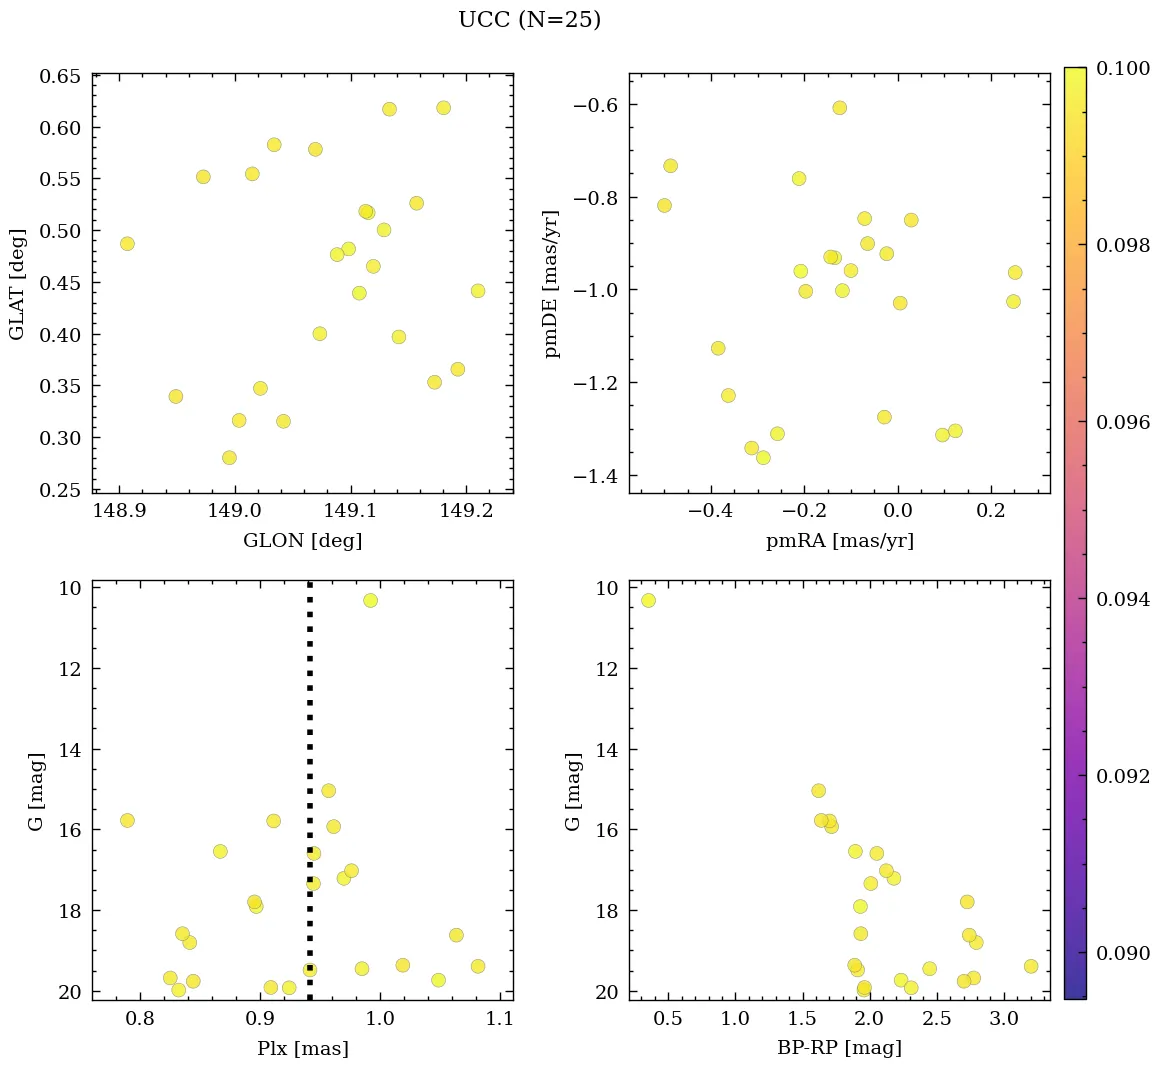 UCC (N=25)
0.65
0.60
0.55
0.50
0.45
0.40
0.35
0.30
0.25
GLAT [deg]
148.9 149.0 149.1 149.2
GLON [deg]
−0.6
−0.8
−1.0
−1.2
−1.4
pmDE [mas/yr]
−0.4 −0.2 0.0 0.2
pmRA [mas/yr]
10
12
14
16
18
20
G [mag]
0.8 0.9 1.0 1.1
Plx [mas]
10
12
14
16
18
20
G [mag]
0.5 1.0 1.5 2.0 2.5 3.0
BP-RP [mag]
0.100
0.098
0.096
0.094
0.092
0.090